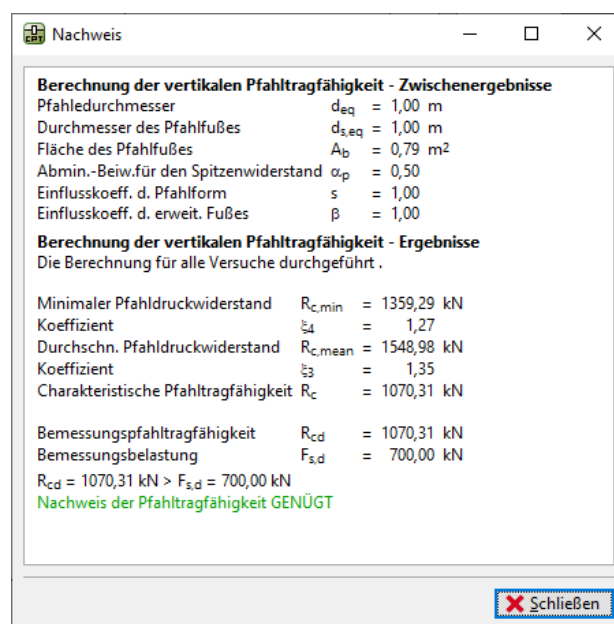 CPT Nachweis
Berechnung der vertikalen Pfahltragfähigkeit - Zwischenergebnisse
Pfahledurchmesser d_eq = 1,00 m
Durchmesser des Pfahlfußes d_s,eq = 1,00 m
Fläche des Pfahlfußes A_b = 0,79 m²
Abmin.-Beiw.für den Spitzenwiderstand α_p = 0,50
Einflusskoeff. d. Pfahlform s = 1,00
Einflusskoeff. d. erweit. Fußes β = 1,00
Berechnung der vertikalen Pfahltragfähigkeit - Ergebnisse
Die Berechnung für alle Versuche durchgeführt .
Minimaler Pfahldruckwiderstand R_c,min = 1359,29 kN
Koeffizient ξ_4 = 1,27
Durchschn. Pfahldruckwiderstand R_c,mean = 1548,98 kN
Koeffizient ξ_3 = 1,35
Charakteristische Pfahltragfähigkeit R_c = 1070,31 kN
Bemessungspfahltragfähigkeit R_cd = 1070,31 kN
Bemessungsbelastung F_s,d = 700,00 kN
R_cd = 1070,31 kN > F_s,d = 700,00 kN
Nachweis der Pfahltragfähigkeit GENÜGT
Schließen